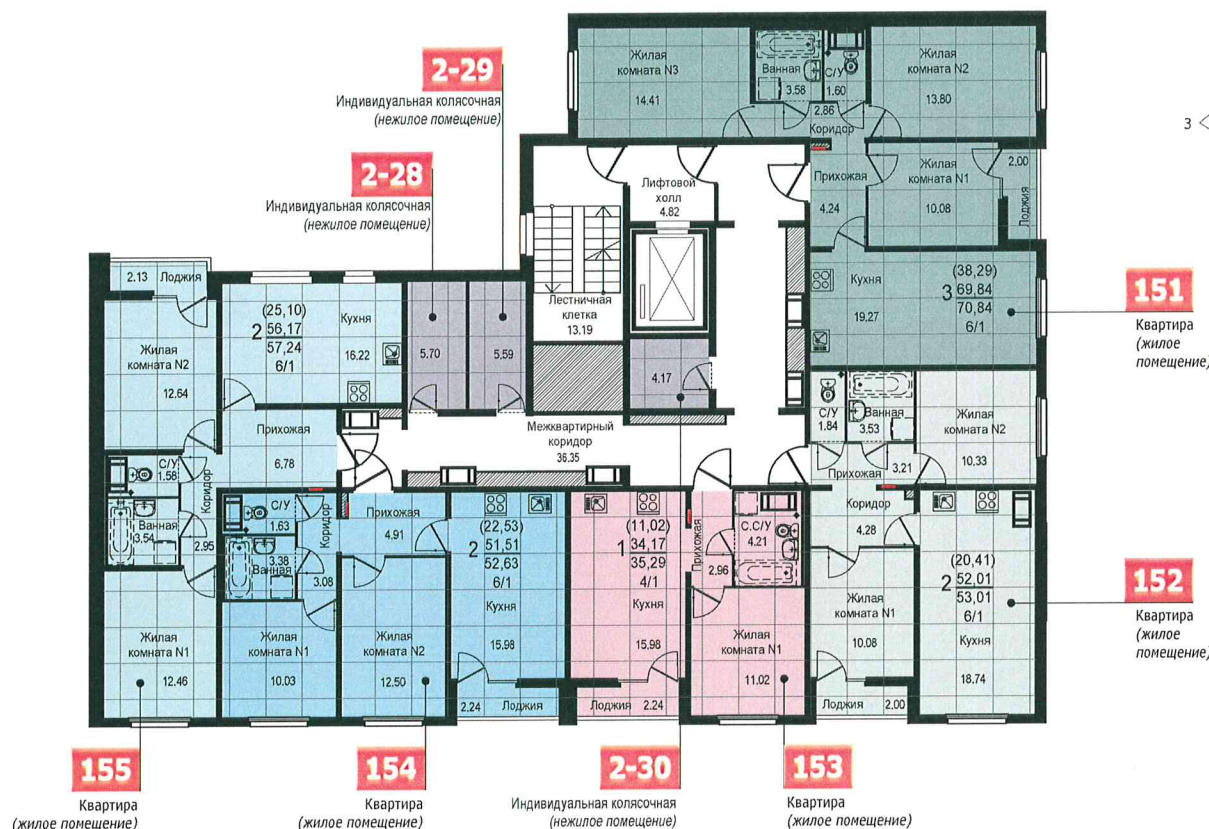 2-29
Индивидуальная колясочная
(нежилое помещение)
2-28
Индивидуальная колясочная
(нежилое помещение)
Жилая
комната N3
14.41
Ванная
3.58
С/У
1.60
Жилая
комната N2
13.80
2.86
Коридор
3 <
Прихожая
4.24
Жилая
комната N1
10.08
2.00
Лоджия
Лифтовой
холл
4.82
Лестничная
клетка
13.19
Кухня
19.27
3
(38,29)
69,84
70,84
6/1
151
Квартира
(жилое
помещение)
2.13
Лоджия
Жилая
комната N2
12.64
2
(25,10)
56,17
57,24
6/1
Кухня
16.22
5.70
5.59
4.17
Прихожая
6.78
Межквартирный
коридор
36.35
С/У
1.84
Ванная
3.53
Жилая
комната N2
10.33
Прихожая
3.21
С/У
1.58
Коридор
Ванная
3.54
2.95
С/У
1.63
Коридор
3.38
Ванная
3.08
Прихожая
4.91
2
(22,53)
51,51
52,63
6/1
Кухня
15.98
1
(11,02)
34,17
35,29
4/1
Кухня
15.98
Прихожая
2.96
С.С/У
4.21
Коридор
4.28
2
(20,41)
52,01
53,01
6/1
Кухня
18.74
152
Квартира
(жилое
помещение)
Жилая
комната N1
12.46
Жилая
комната N1
10.03
Жилая
комната N2
12.50
Жилая
комната N1
11.02
Жилая
комната N1
10.08
2.24
Лоджия
Лоджия
2.24
Лоджия
2.00
155
Квартира
(жилое помещение)
154
Квартира
(жилое помещение)
2-30
Индивидуальная колясочная
(нежилое помещение)
153
Квартира
(жилое помещение)